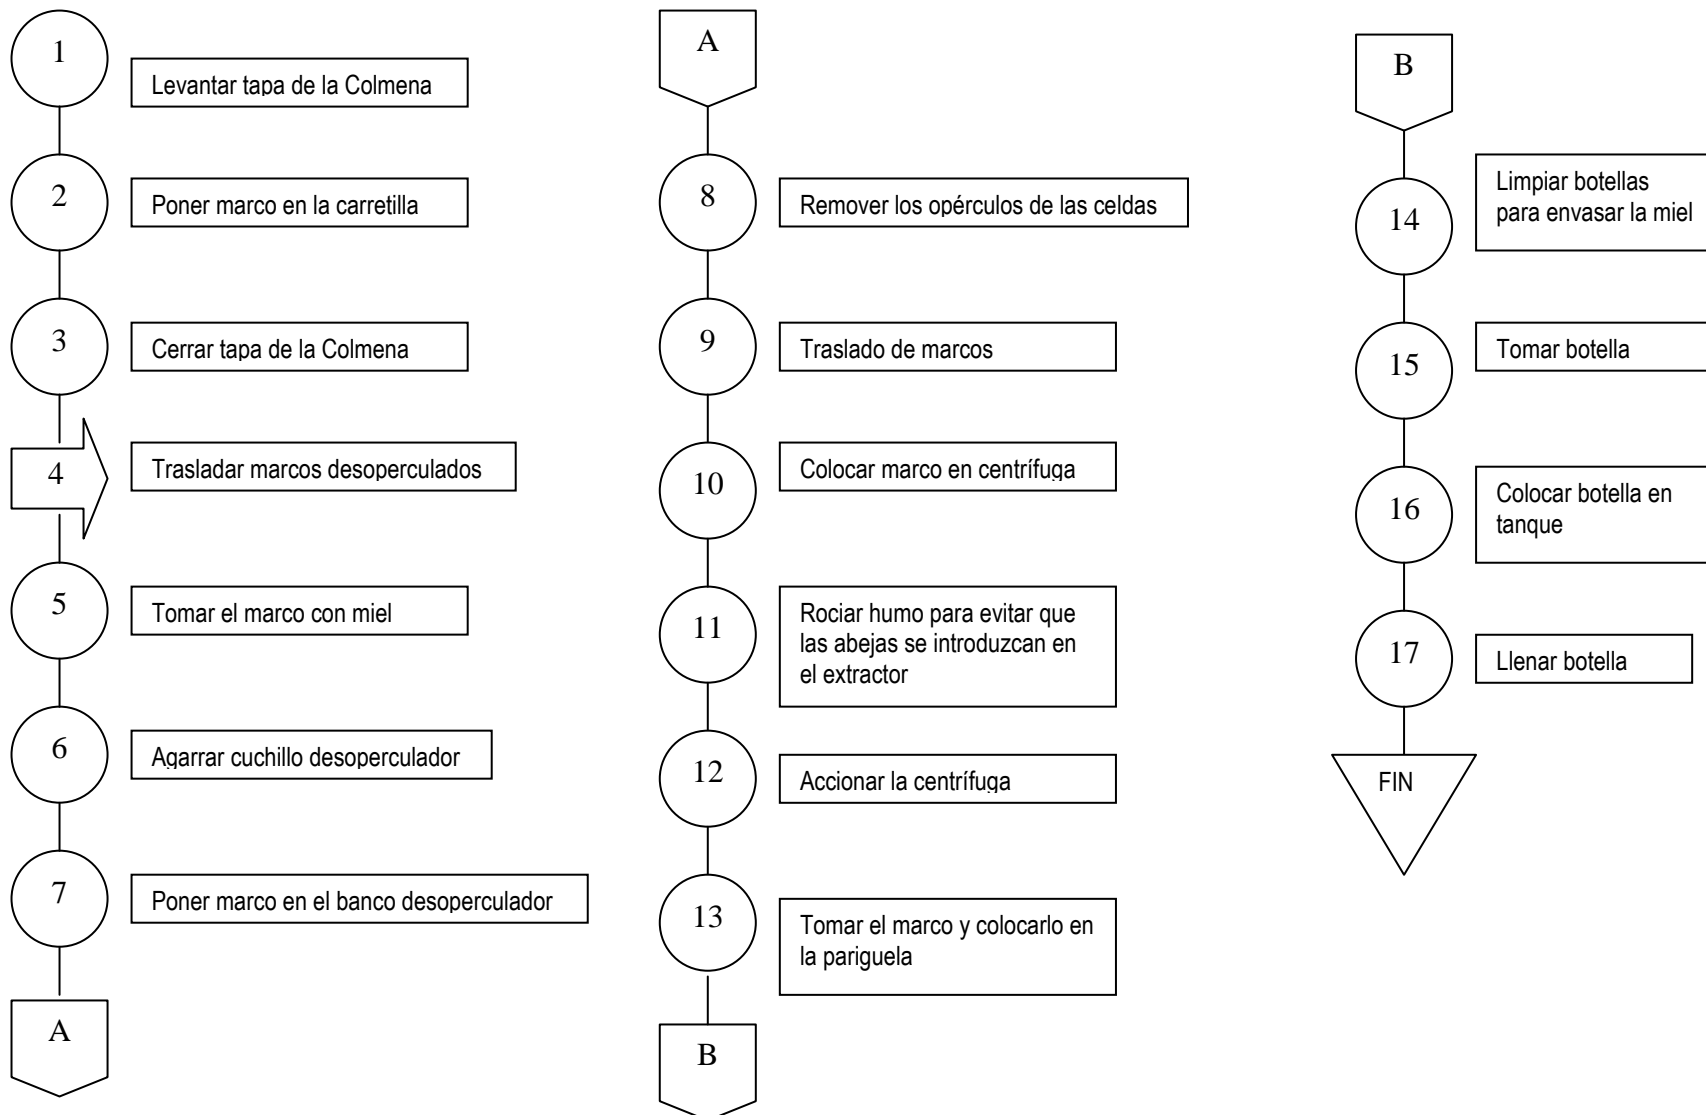 1
Levantar tapa de la Colmena
2
Poner marco en la carretilla
3
Cerrar tapa de la Colmena
4
Trasladar marcos desoperculados
5
Tomar el marco con miel
6
Agarrar cuchillo desoperculador
7
Poner marco en el banco desoperculador
A
A
8
Remover los opérculos de las celdas
9
Traslado de marcos
10
Colocar marco en centrífuga
11
Rociar humo para evitar que
las abejas se introduzcan en
el extractor
12
Accionar la centrífuga
13
Tomar el marco y colocarlo en
la pariguela
B
B
14
Limpiar botellas
para envasar la miel
15
Tomar botella
16
Colocar botella en
tanque
17
Llenar botella
FIN